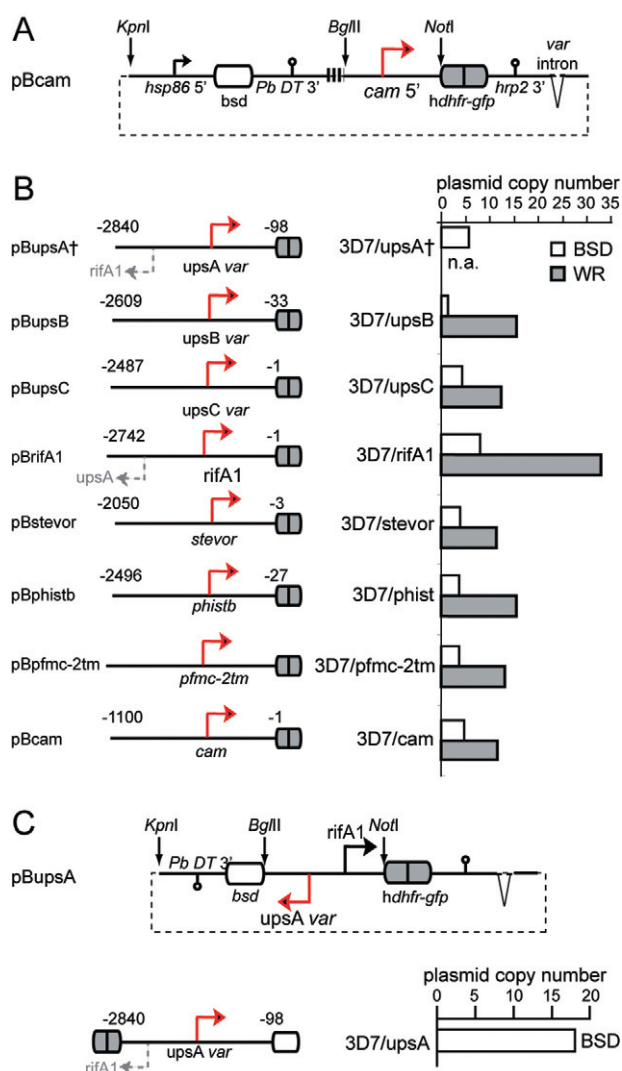 A
KpnI
BglII
NotI
var
intron
pBcam
hsp86 5'
bsd
Pb DT 3'
cam 5'
hdhfr-gfp
hrp2 3'
B
plasmid copy number
0 5 10 15 20 25 30 35
BSD
WR
pBupsA†
-2840
-98
rifA1
upsA var
3D7/upsA†
n.a.
pBupsB
-2609
-33
upsB var
3D7/upsB
pBupsC
-2487
-1
upsC var
3D7/upsC
pBrifA1
-2742
-1
upsA
rifA1
3D7/rifA1
pBstevor
-2050
-3
stevor
3D7/stevor
pBphistb
-2496
-27
phistb
3D7/phist
pBpfmc-2tm
pfmc-2tm
3D7/pfmc-2tm
pBcam
-1100
-1
cam
3D7/cam
C
KpnI
BglII
rifA1
NotI
pBupsA
Pb DT 3'
bsd
upsA var
hdhfr-gfp
plasmid copy number
0 5 10 15 20
-2840
-98
rifA1
upsA var
3D7/upsA
BSD